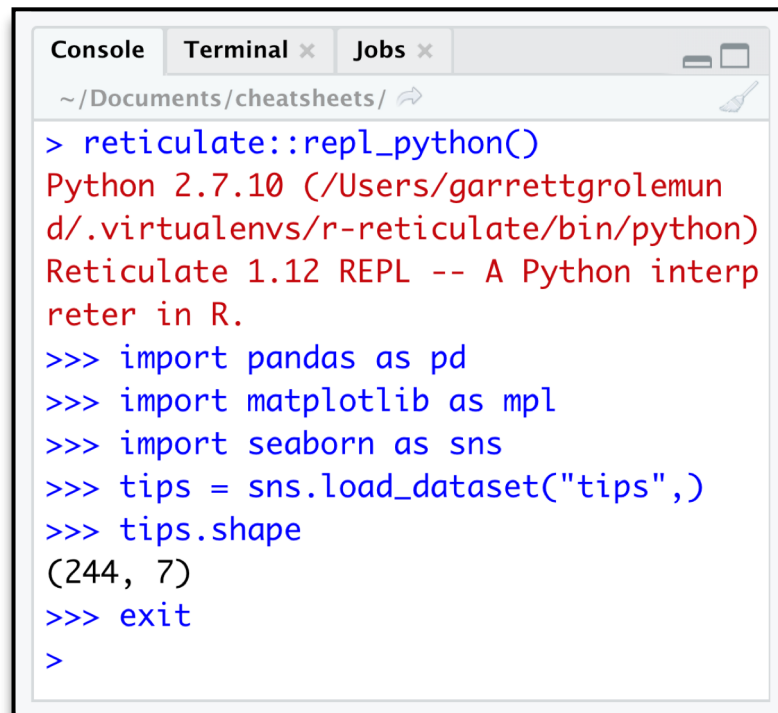 Console Terminal × Jobs ×
~/Documents/cheatsheets/
> reticulate::repl_python()
Python 2.7.10 (/Users/garrettgrolemun
d/.virtualenvs/r-reticulate/bin/python)
Reticulate 1.12 REPL -- A Python interp
reter in R.
>>> import pandas as pd
>>> import matplotlib as mpl
>>> import seaborn as sns
>>> tips = sns.load_dataset("tips",)
>>> tips.shape
(244, 7)
>>> exit
>